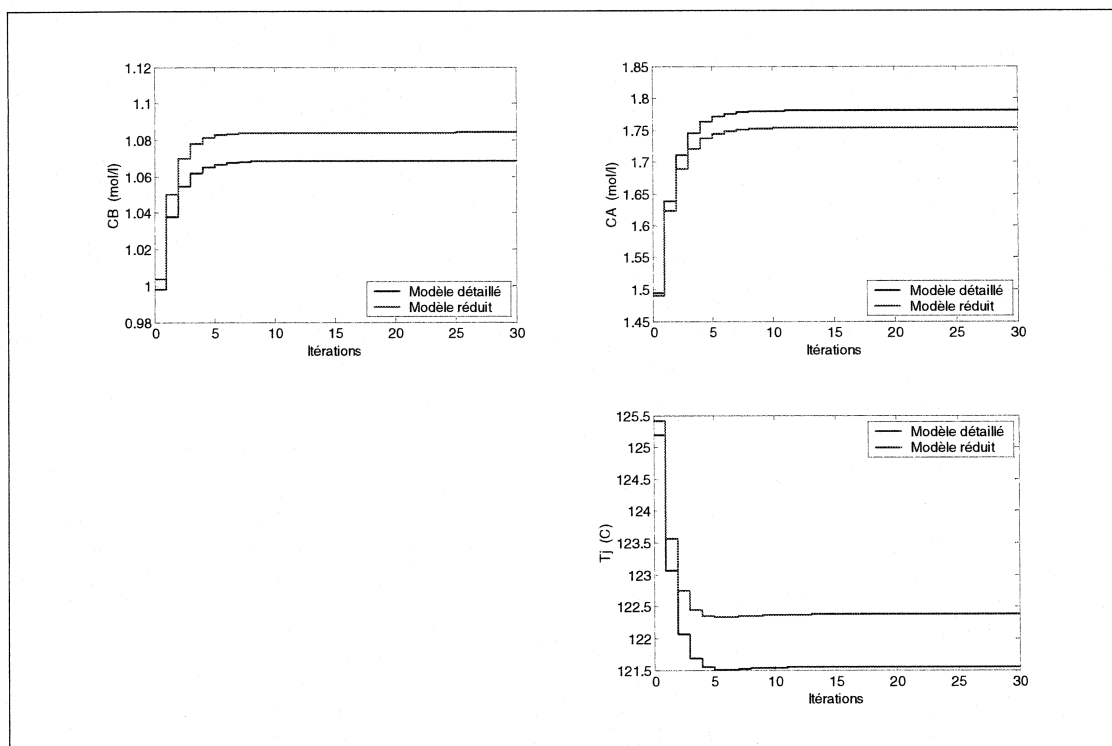 1.12
1.1
1.08
1.06
1.04
1.02
1
0.98
CB (mol/l)
0 5 10 15 20 25 30
Itérations
Modèle détaillé
Modèle réduit
1.85
1.8
1.75
1.7
1.65
1.6
1.55
1.5
1.45
CA (mol/l)
0 5 10 15 20 25 30
Itérations
Modèle détaillé
Modèle réduit
125.5
125
124.5
124
123.5
123
122.5
122
121.5
Tj (C)
0 5 10 15 20 25 30
Itérations
Modèle détaillé
Modèle réduit